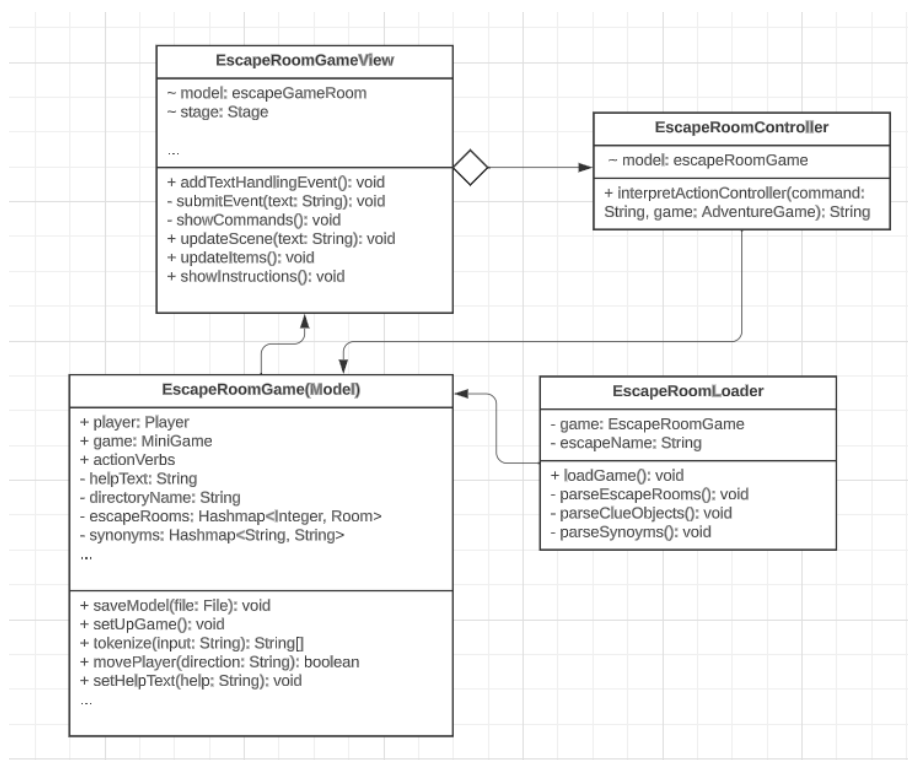 EscapeRoomGameView
~ model: escapeGameRoom
~ stage: Stage
...
+ addTextHandlingEvent(): void
- submitEvent(text: String): void
- showCommands(): void
+ updateScene(text: String): void
+ updateItems(): void
+ showInstructions(): void
EscapeRoomController
~ model: escapeRoomGame
+ interpretActionController(command:
String, game: AdventureGame): String
EscapeRoomGame(Model)
+ player: Player
+ game: MiniGame
+ actionVerbs
- helpText: String
- directoryName: String
- escapeRooms: Hashmap<Integer, Room>
- synonyms: Hashmap<String, String>
...
+ saveModel(file: File): void
+ setUpGame(): void
+ tokenize(input: String): String[]
+ movePlayer(direction: String): boolean
+ setHelpText(help: String): void
...
EscapeRoomLoader
- game: EscapeRoomGame
- escapeName: String
+ loadGame(): void
- parseEscapeRooms(): void
- parseClueObjects(): void
- parseSynoyms(): void